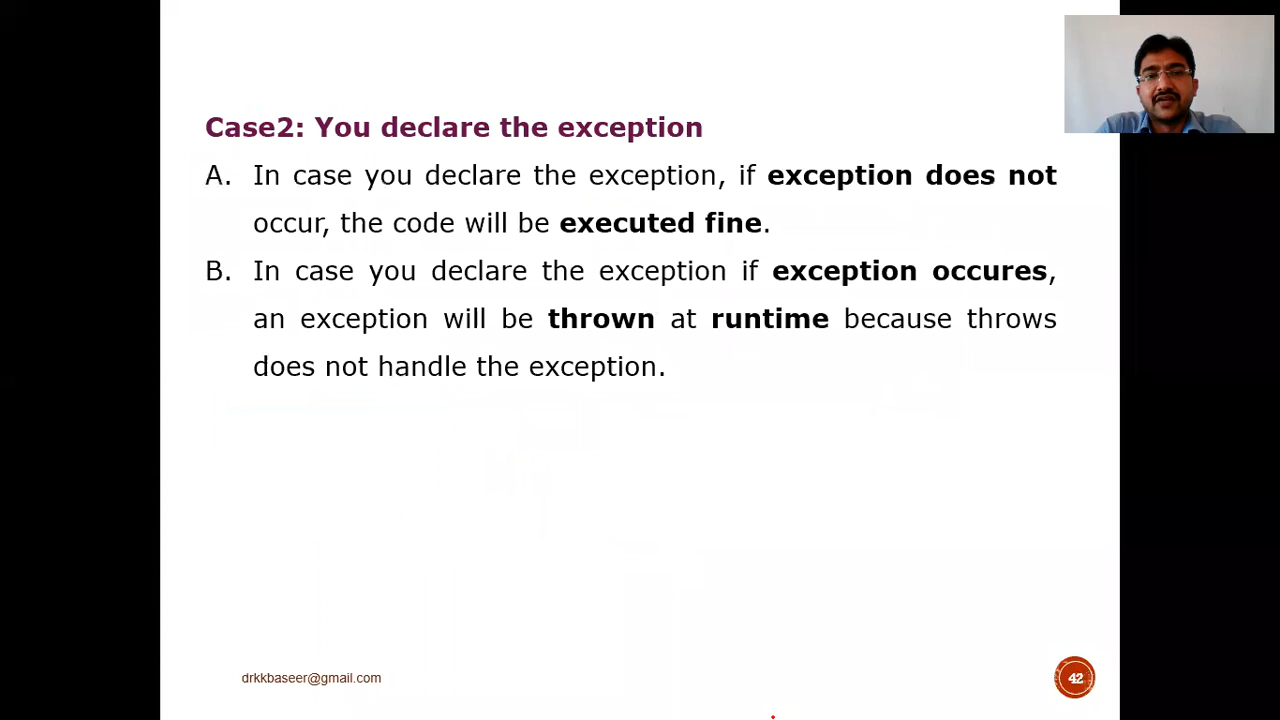 Case2: You declare the exception
A. In case you declare the exception, if exception does not
occur, the code will be executed fine.
B. In case you declare the exception if exception occures,
an exception will be thrown at runtime because throws
does not handle the exception.
drkkbaseer@gmail.com
42